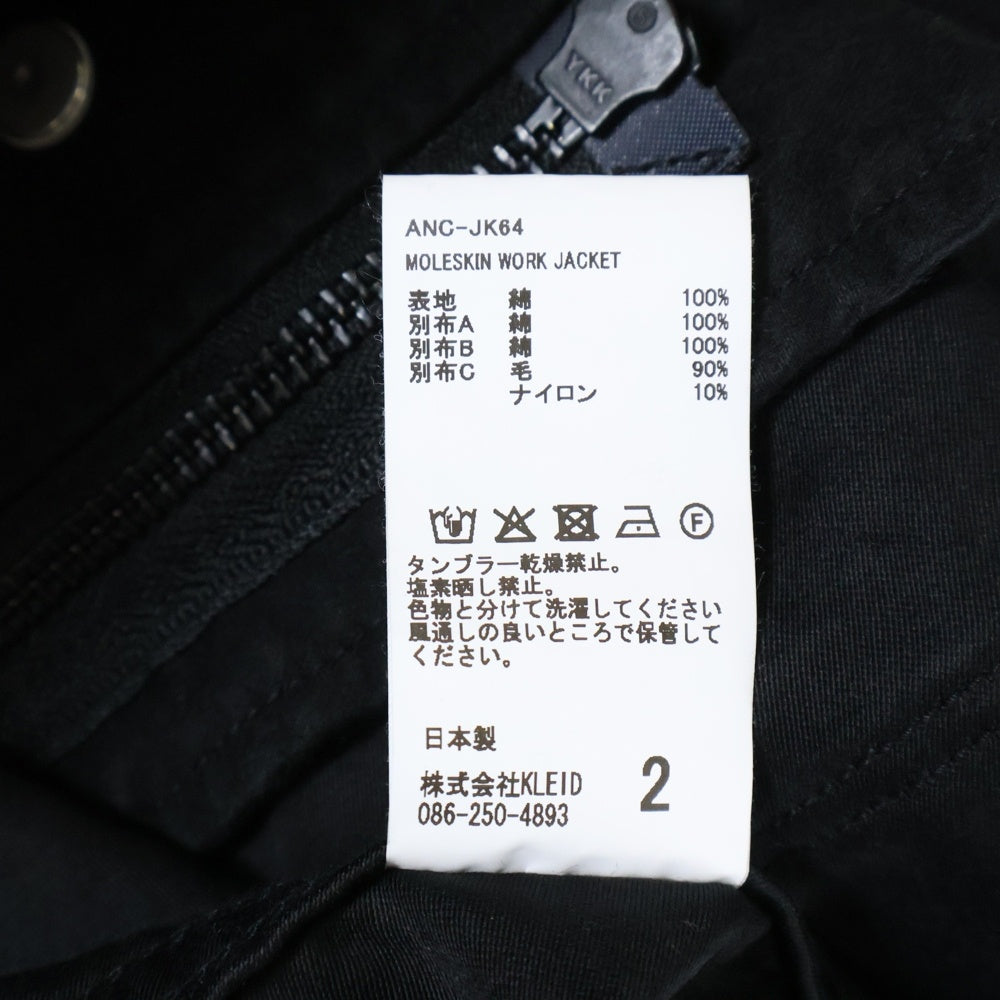 YKK
ANC-JK64
MOLESKIN WORK JACKET
表地 綿 100%
別布A 綿 100%
別布B 綿 100%
別布C 毛 90%
ナイロン 10%
F
タンブラー乾燥禁止。
塩素晒し禁止。
色物と分けて洗濯してください
風通しの良いところで保管して
ください。
日本製
株式会社KLEID 2
086-250-4893